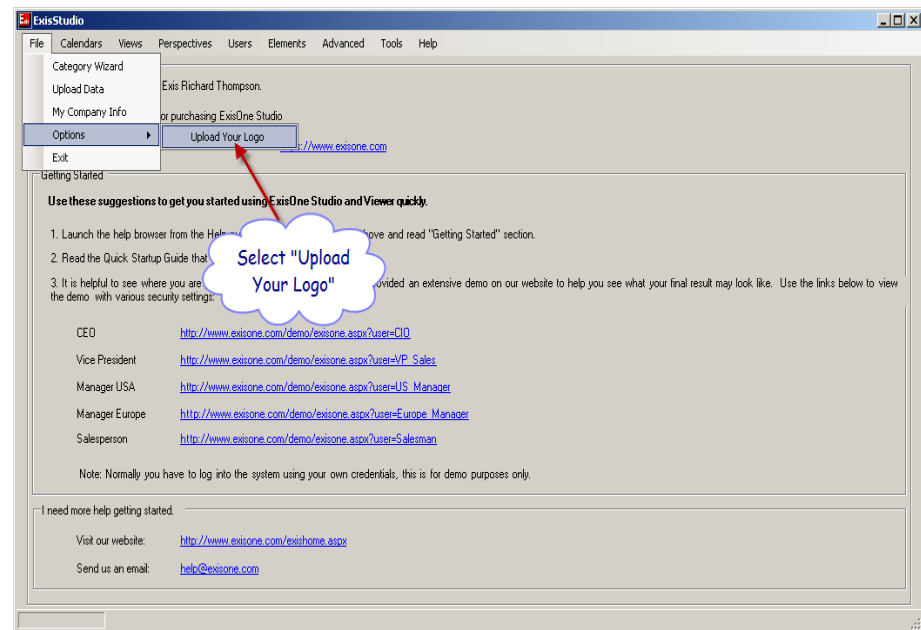 ExisStudio
File Calendars Views Perspectives Users Elements Advanced Tools Help
Category Wizard
Upload Data
Exis Richard Thompson.
My Company Info
or purchasing ExisOne Studio
Options
Upload Your Logo
://www.exisone.com
Exit
Getting Started
Use these suggestions to get you started using ExisOne Studio and Viewer quickly.
1. Launch the help browser from the Help ove and read "Getting Started" section.
2. Read the Quick Startup Guide that
Select "Upload
Your Logo"
3. It is helpful to see where you are ovided an extensive demo on our website to help you see what your final result may look like. Use the links below to view
the demo with various security settings:
CEO http://www.exisone.com/demo/exisone.aspx?user=CIO
Vice President http://www.exisone.com/demo/exisone.aspx?user=VP_Sales
Manager USA http://www.exisone.com/demo/exisone.aspx?user=US_Manager
Manager Europe http://www.exisone.com/demo/exisone.aspx?user=Europe_Manager
Salesperson http://www.exisone.com/demo/exisone.aspx?user=Salesman
Note: Normally you have to log into the system using your own credentials, this is for demo purposes only.
I need more help getting started.
Visit our website: http://www.exisone.com/exishome.aspx
Send us an email: help@exisone.com